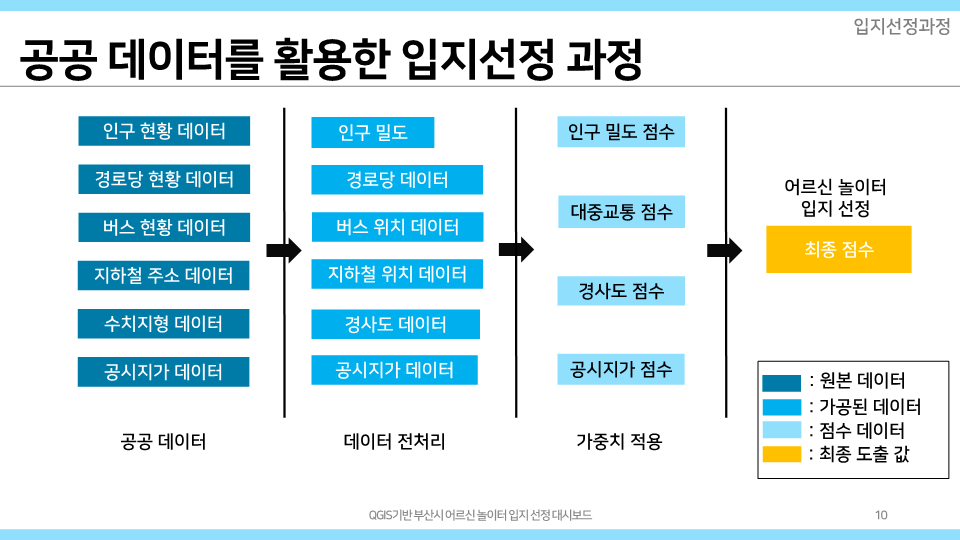 입지선정과정
공공 데이터를 활용한 입지선정 과정
인구 현황 데이터
경로당 현황 데이터
버스 현황 데이터
지하철 주소 데이터
수치지형 데이터
공시지가 데이터
공공 데이터
인구 밀도
경로당 데이터
버스 위치 데이터
지하철 위치 데이터
경사도 데이터
공시지가 데이터
데이터 전처리
인구 밀도 점수
대중교통 점수
경사도 점수
공시지가 점수
가중치 적용
어르신 놀이터
입지 선정
최종 점수
: 원본 데이터
: 가공된 데이터
: 점수 데이터
: 최종 도출 값
QGIS기반 부산시 어르신 놀이터 입지 선정 대시보드
10